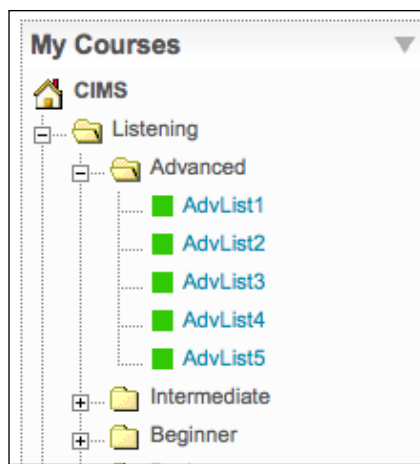 My Courses
CIMS
Listening
Advanced
AdvList1
AdvList2
AdvList3
AdvList4
AdvList5
Intermediate
Beginner